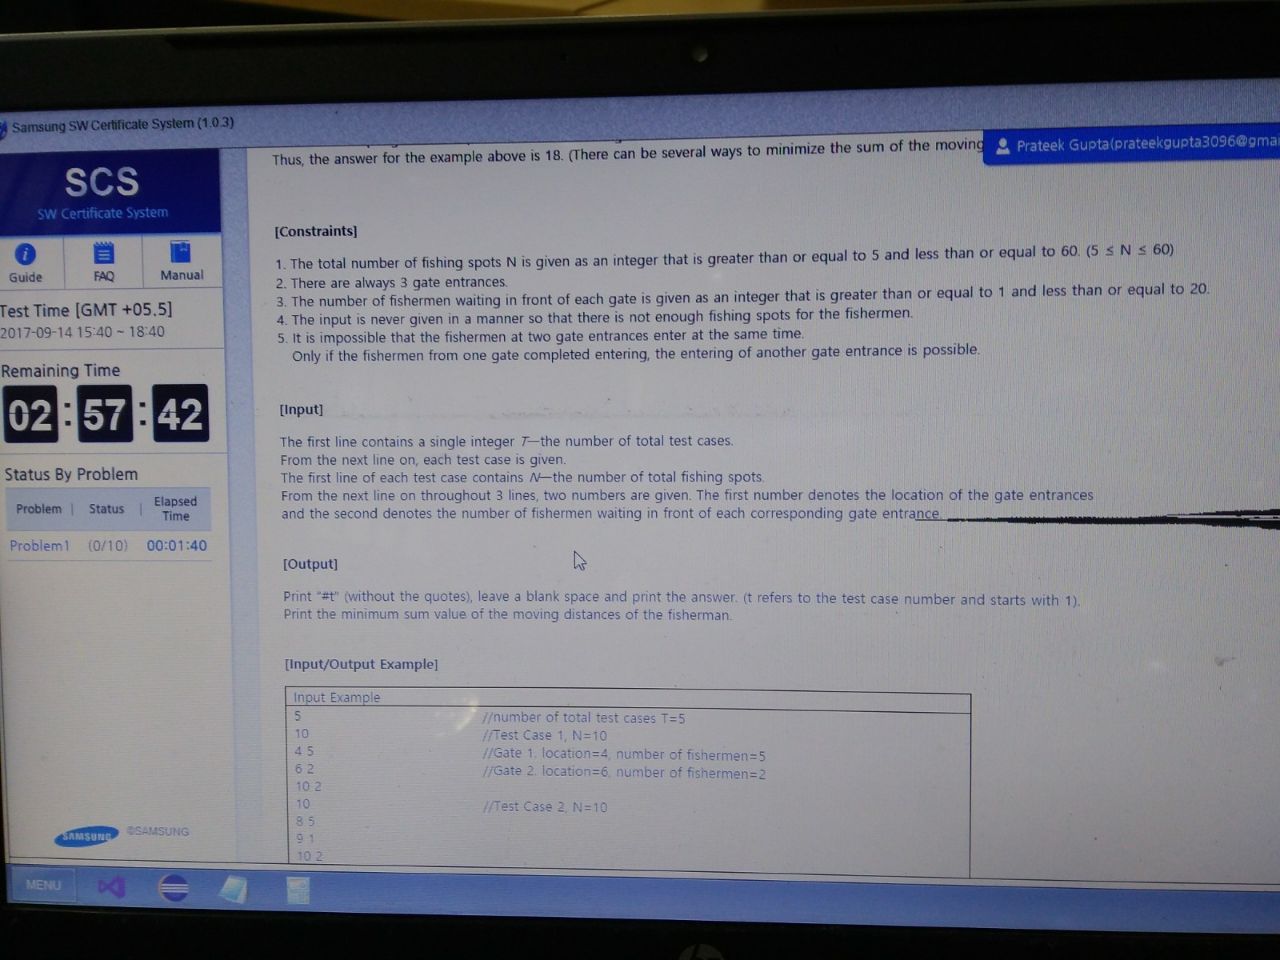 Samsung SW Certificate System (1.0.3)
Prateek Gupta(prateekgupta3096@gmai
SCS
SW Certificate System
Guide
FAQ
Manual
Test Time [GMT +05.5]
2017-09-14 15:40 ~ 18:40
Remaining Time
02:57:42
Status By Problem
Problem | Status | Elapsed Time
Problem1 (0/10) 00:01:40
SAMSUNG ©SAMSUNG
MENU
Thus, the answer for the example above is 18. (There can be several ways to minimize the sum of the moving
[Constraints]
1. The total number of fishing spots N is given as an integer that is greater than or equal to 5 and less than or equal to 60. (5 ≤ N ≤ 60)
2. There are always 3 gate entrances.
3. The number of fishermen waiting in front of each gate is given as an integer that is greater than or equal to 1 and less than or equal to 20.
4. The input is never given in a manner so that there is not enough fishing spots for the fishermen.
5. It is impossible that the fishermen at two gate entrances enter at the same time.
Only if the fishermen from one gate completed entering, the entering of another gate entrance is possible.
[Input]
The first line contains a single integer T—the number of total test cases.
From the next line on, each test case is given.
The first line of each test case contains N—the number of total fishing spots.
From the next line on throughout 3 lines, two numbers are given. The first number denotes the location of the gate entrances
and the second denotes the number of fishermen waiting in front of each corresponding gate entrance.
[Output]
Print "#t" (without the quotes), leave a blank space and print the answer. (t refers to the test case number and starts with 1).
Print the minimum sum value of the moving distances of the fisherman.
[Input/Output Example]
Input Example
5 //number of total test cases T=5
10 //Test Case 1, N=10
4 5 //Gate 1. location=4, number of fishermen=5
6 2 //Gate 2. location=6, number of fishermen=2
10 2
10 //Test Case 2, N=10
8 5
9 1
10 2